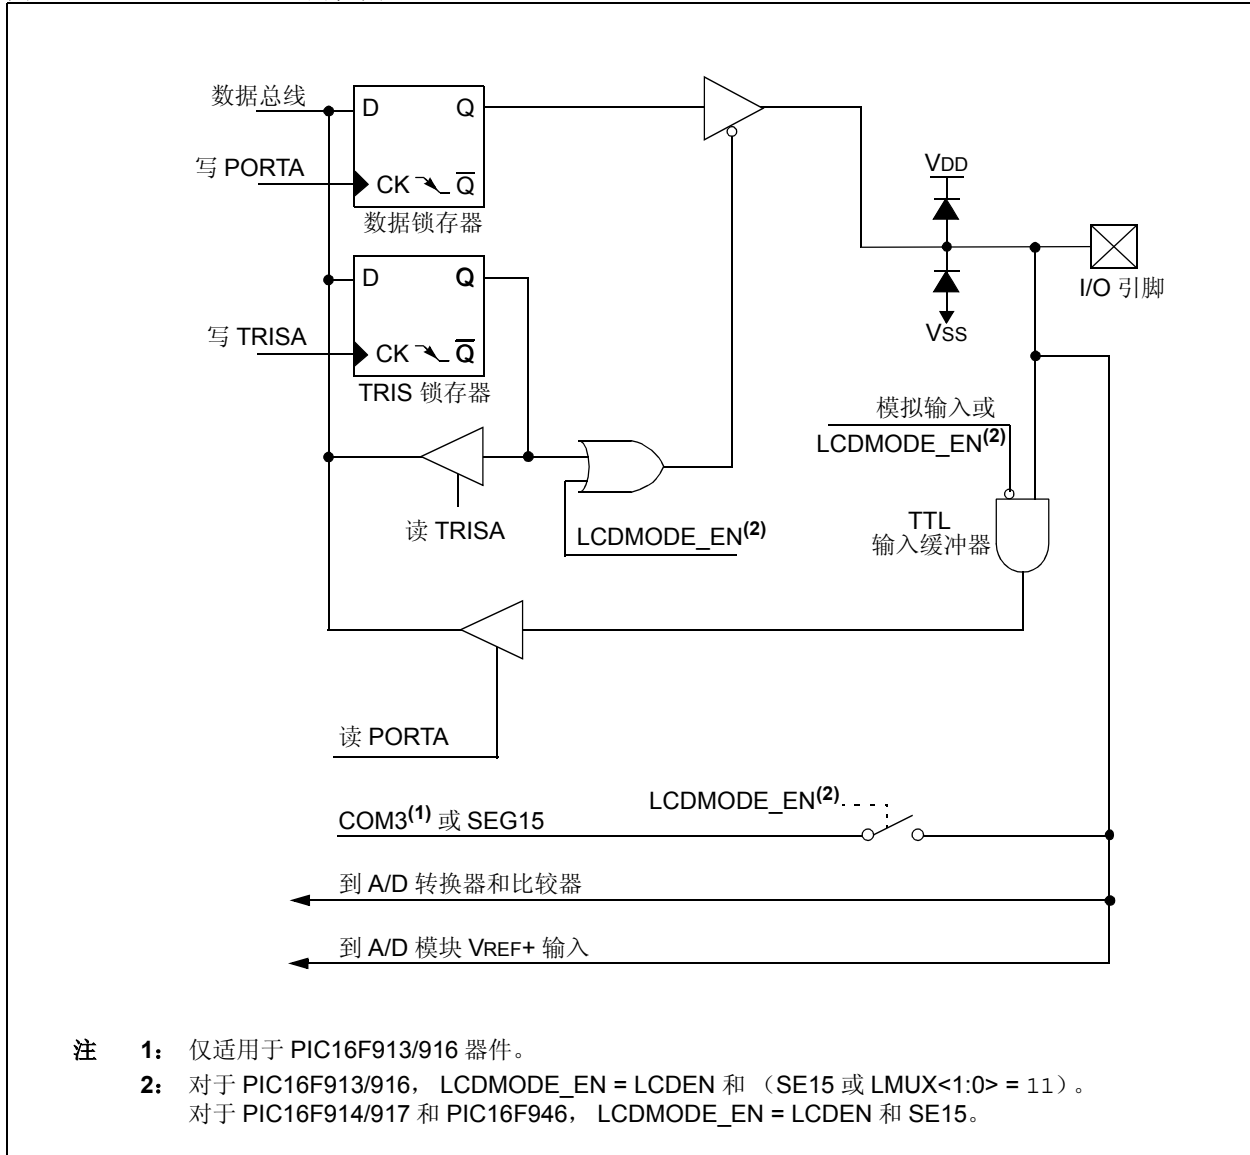 数据总线
D Q
写 PORTA
CK Q
数据锁存器
VDD
I/O 引脚
VSS
D Q
写 TRISA
CK Q
TRIS 锁存器
模拟输入或
LCDMODE_EN(2)
读 TRISA
LCDMODE_EN(2)
TTL
输入缓冲器
读 PORTA
LCDMODE_EN(2)
COM3(1) 或 SEG15
到 A/D 转换器和比较器
到 A/D 模块 VREF+ 输入
注 1： 仅适用于 PIC16F913/916 器件。
2： 对于 PIC16F913/916， LCDMODE_EN = LCDEN 和 （SE15 或 LMUX<1:0> = 11）。
对于 PIC16F914/917 和 PIC16F946， LCDMODE_EN = LCDEN 和 SE15。